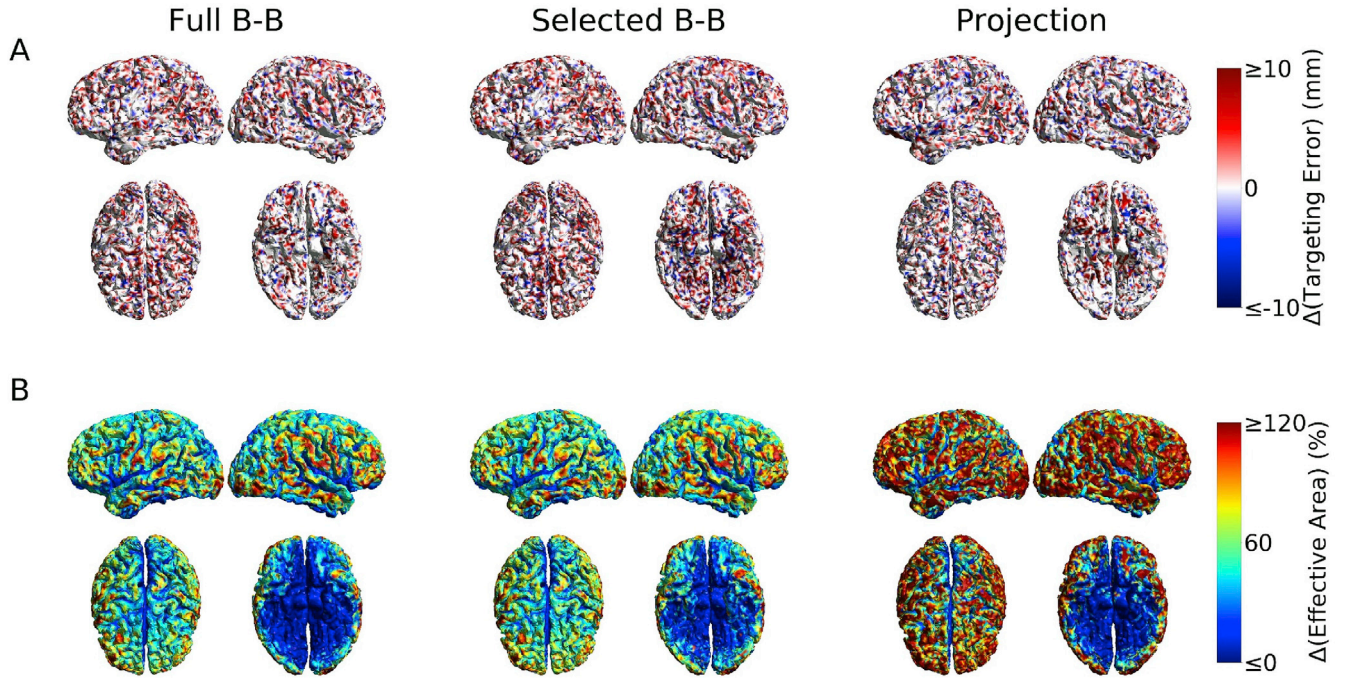 Full B-B
Selected B-B
Projection
A
≥10
0
≤-10
Δ(Targeting Error) (mm)
B
≥120
60
≤0
Δ(Effective Area) (%)